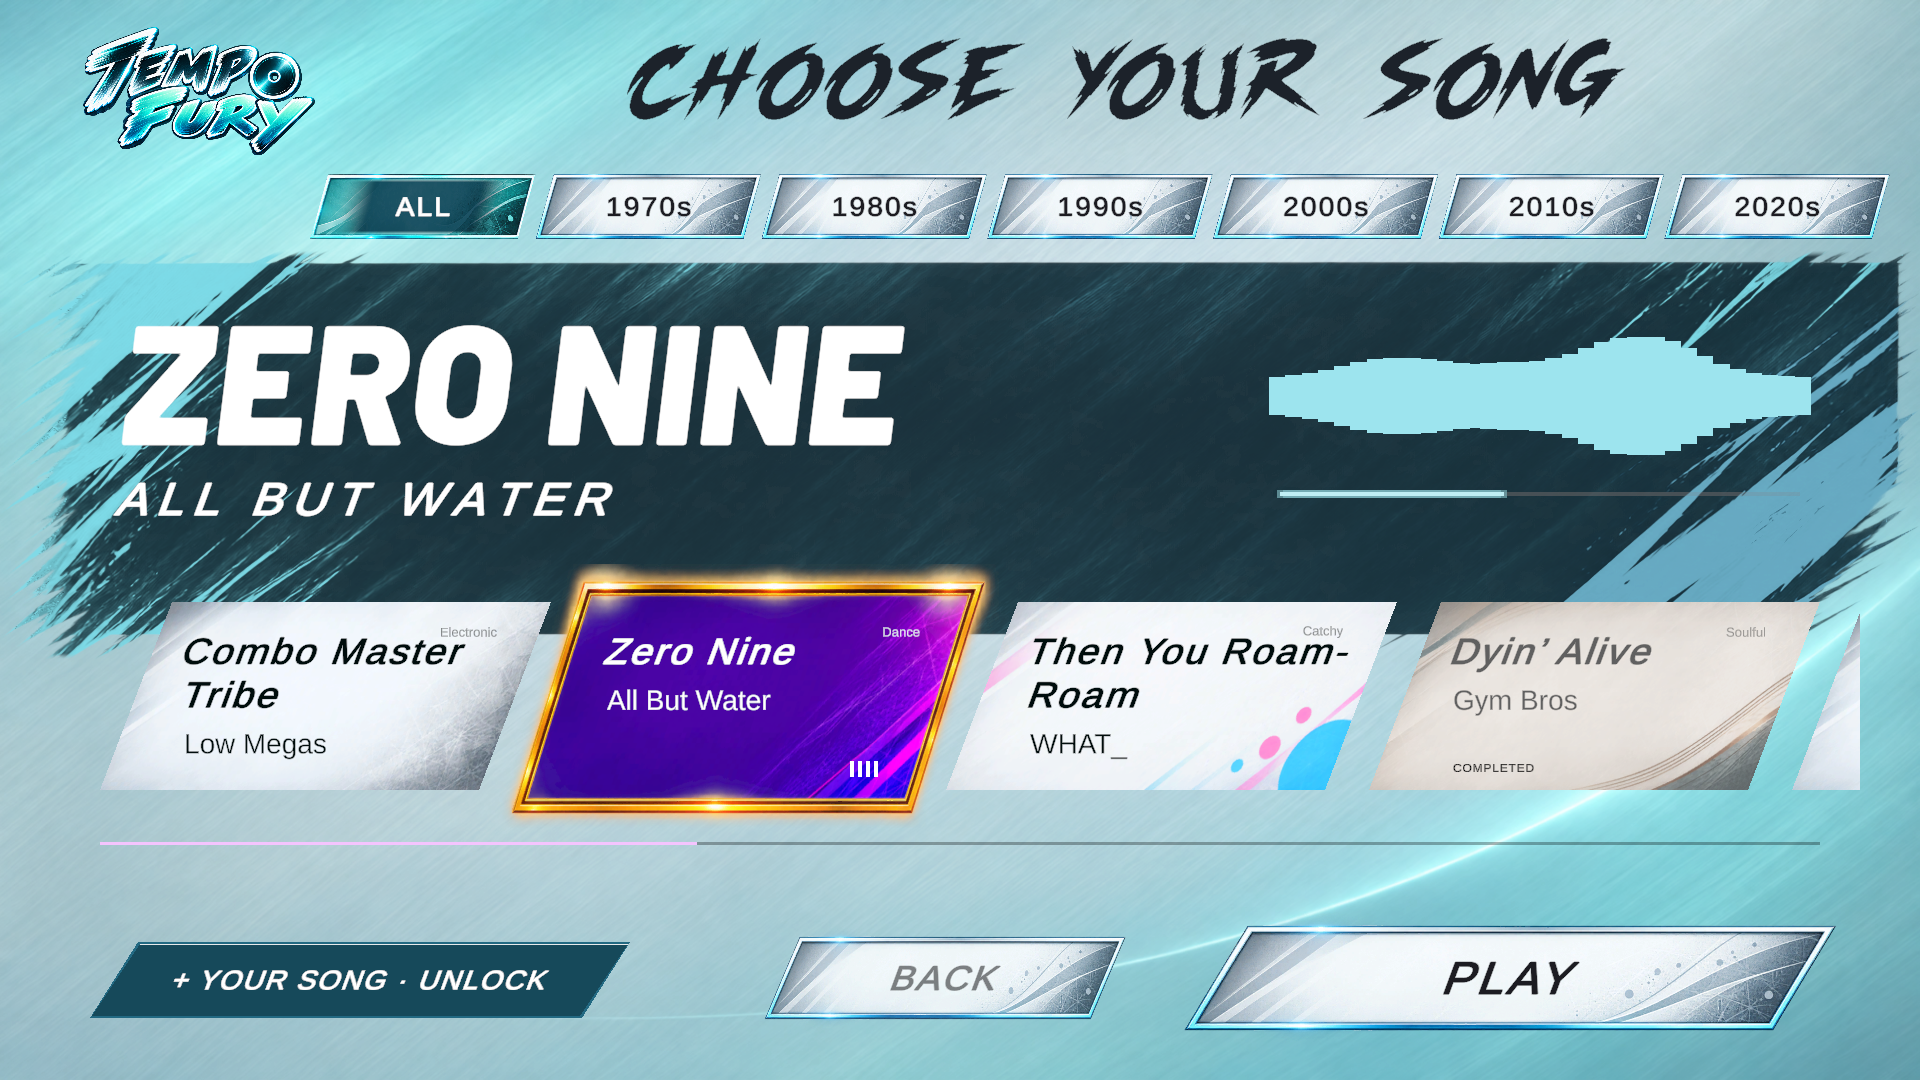 TEMPO
FURY
CHOOSE YOUR SONG
ALL
1970s
1980s
1990s
2000s
2010s
2020s
ZERO NINE
ALL BUT WATER
Electronic
Combo Master
Tribe
Low Megas
Dance
Zero Nine
All But Water
Catchy
Then You Roam-
Roam
WHAT_
Soulful
Dyin’ Alive
Gym Bros
COMPLETED
+ YOUR SONG · UNLOCK
BACK
PLAY